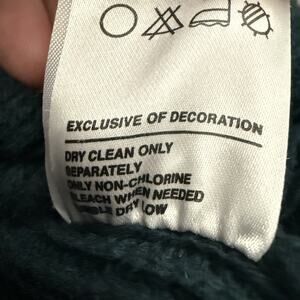 EXCLUSIVE OF DECORATION
DRY CLEAN ONLY
SEPARATELY
ONLY NON-CHLORINE
BLEACH WHEN NEEDED
DRY LOW